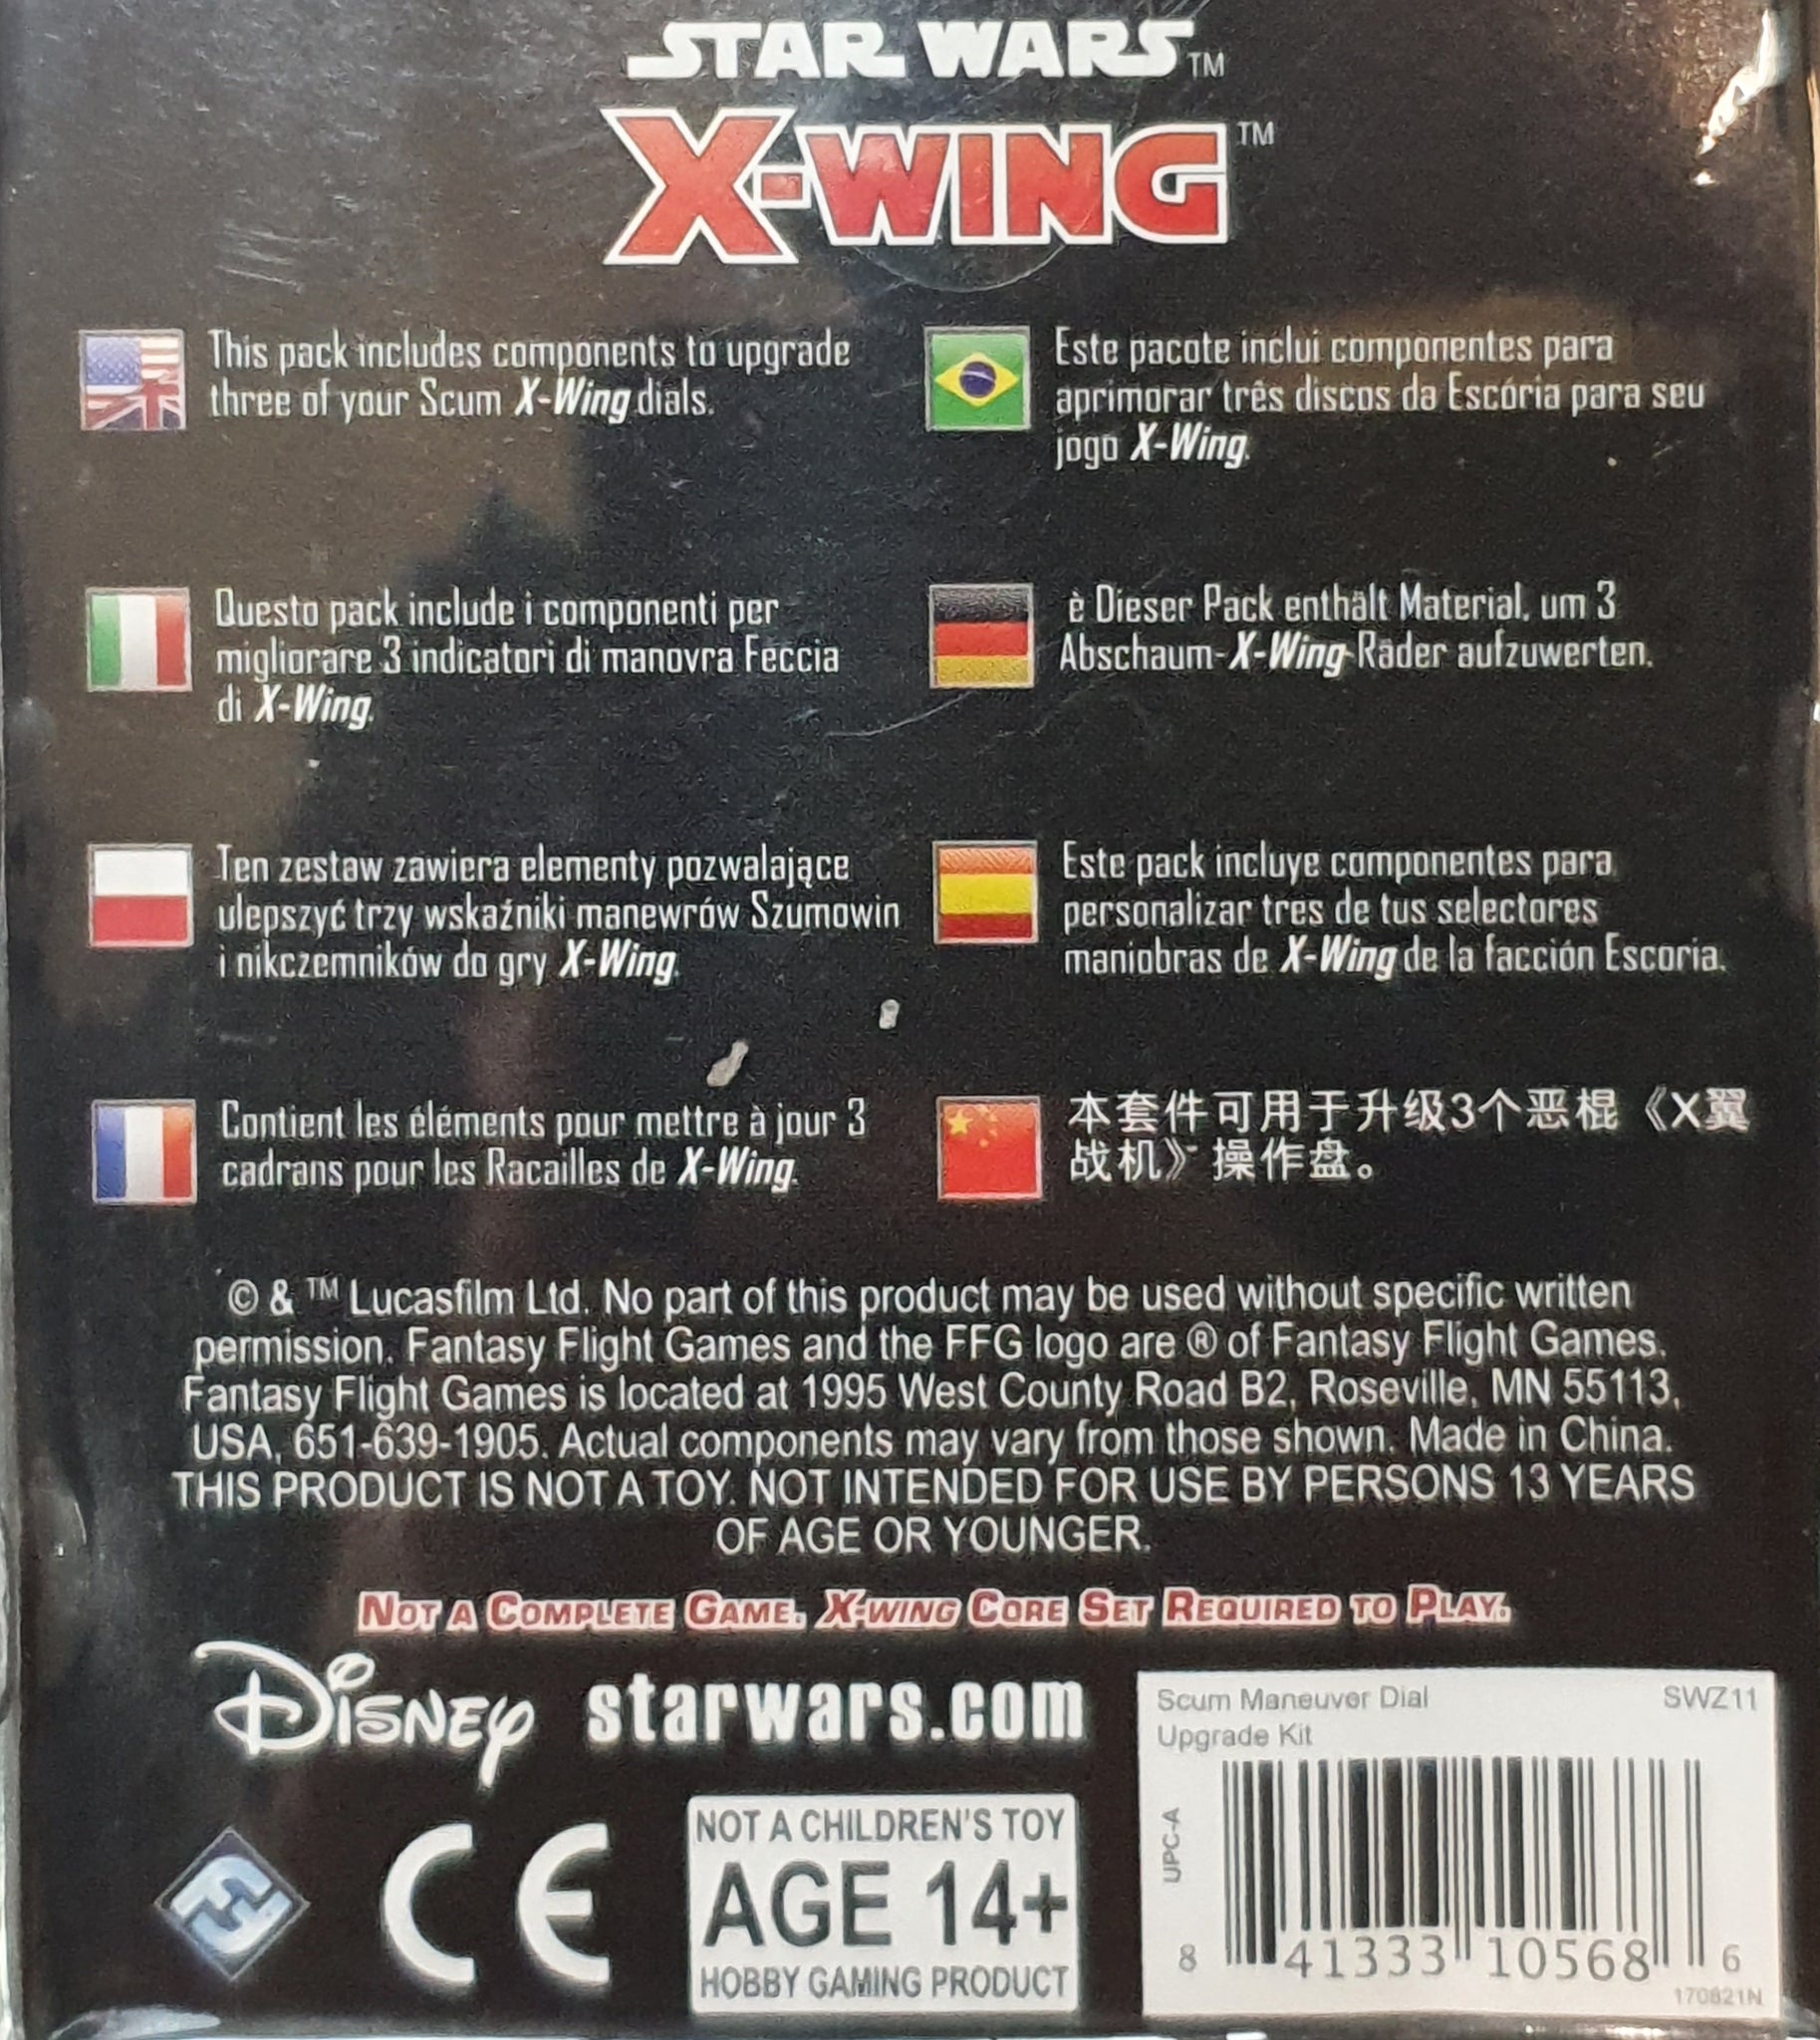 STAR WARS™
X-WING™
This pack includes components to upgrade
three of your Scum X-Wing dials.
Este pacote inclui componentes para
aprimorar três discos da Escória para seu
jogo X-Wing.
Questo pack include i componenti per
migliorare 3 indicatori di manovra Feccia
di X-Wing.
è Dieser Pack enthält Material, um 3
Abschaum-X-Wing-Räder aufzuwerten.
Ten zestaw zawiera elementy pozwalające
ulepszyć trzy wskaźniki manewrów Szumowin
i nikczemników do gry X-Wing.
Este pack incluye componentes para
personalizar tres de tus selectores
maniobras de X-Wing de la facción Escoria.
Contient les éléments pour mettre à jour 3
cadrans pour les Racailles de X-Wing.
本套件可用于升级3个恶棍《X翼
战机》操作盘。
© & ™ Lucasfilm Ltd. No part of this product may be used without specific written
permission. Fantasy Flight Games and the FFG logo are ® of Fantasy Flight Games.
Fantasy Flight Games is located at 1995 West County Road B2, Roseville, MN 55113,
USA, 651-639-1905. Actual components may vary from those shown. Made in China.
THIS PRODUCT IS NOT A TOY. NOT INTENDED FOR USE BY PERSONS 13 YEARS
OF AGE OR YOUNGER.
NOT A COMPLETE GAME. X-WING CORE SET REQUIRED TO PLAY.
DISNEY starwars.com
Scum Maneuver Dial SWZ11
Upgrade Kit
UPC-A
8 41333 10568 6
170821N
CE
NOT A CHILDREN'S TOY
AGE 14+
HOBBY GAMING PRODUCT